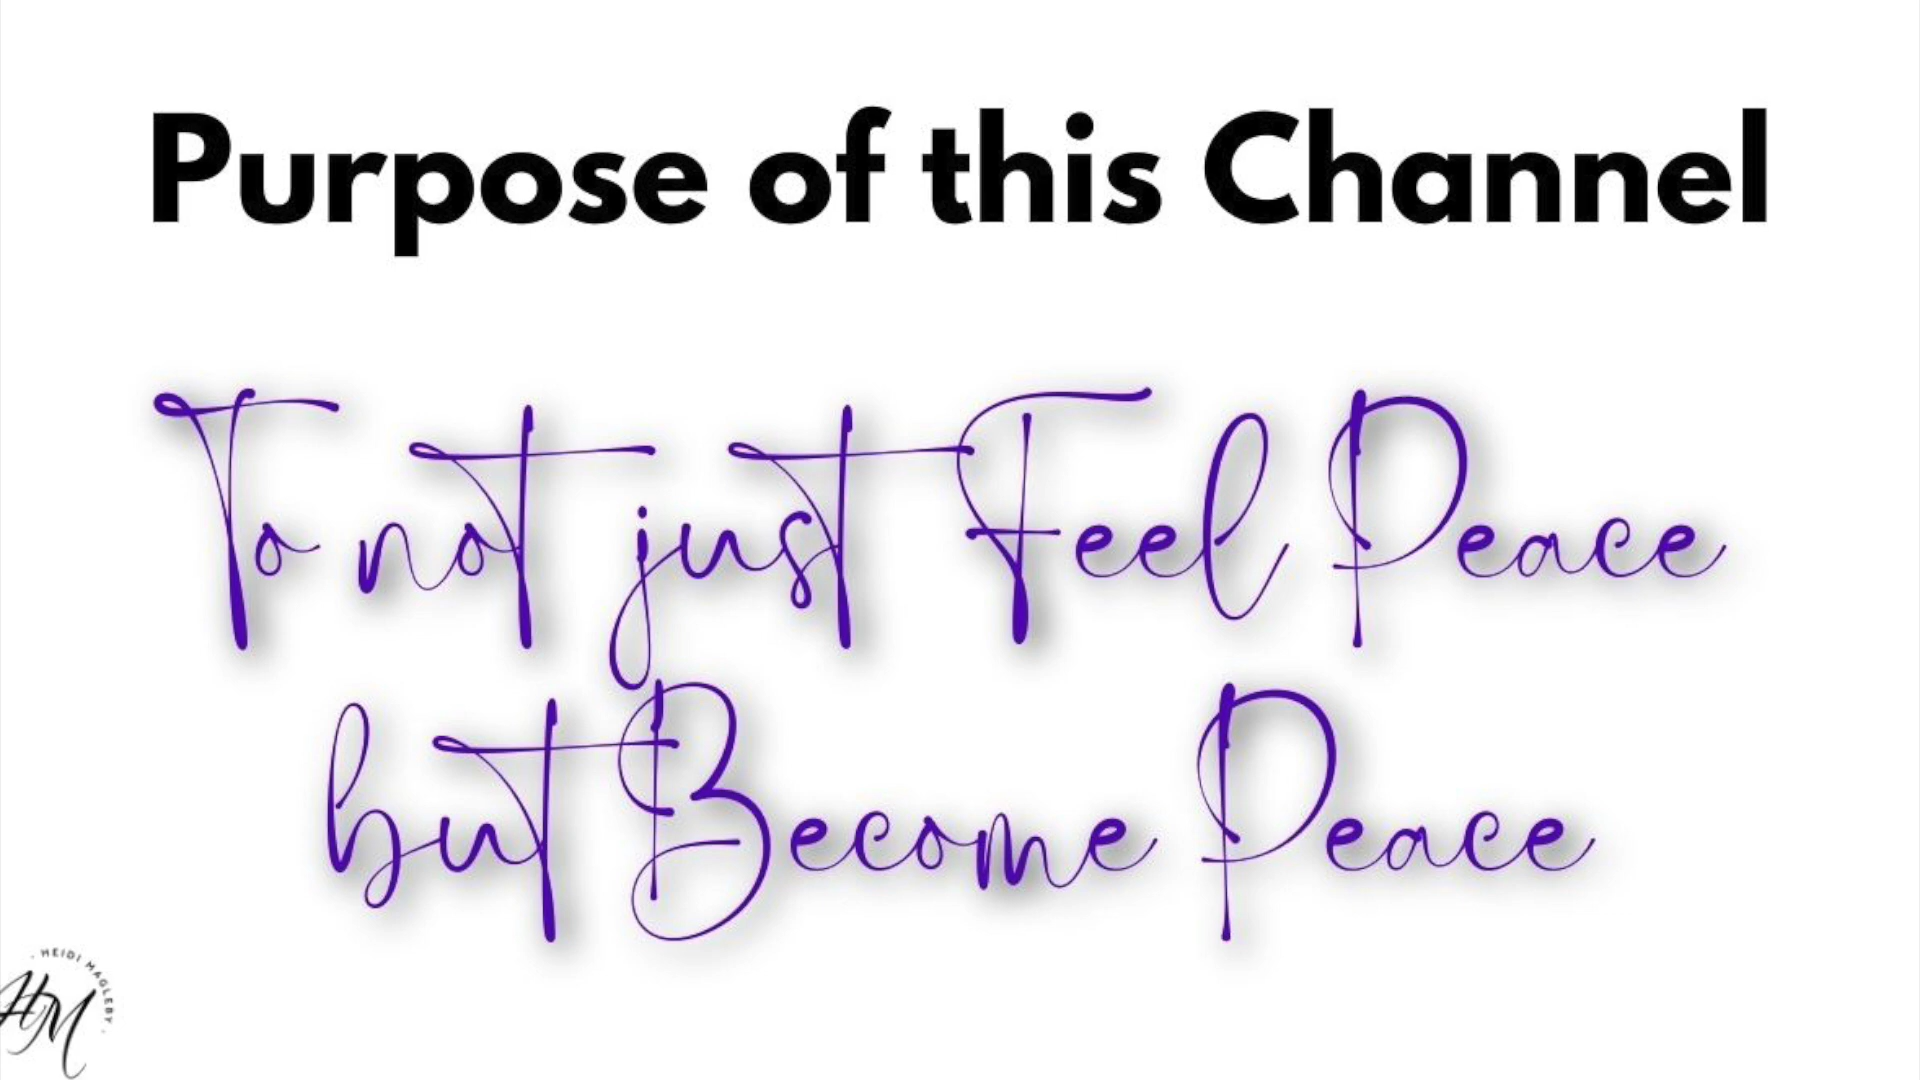 Purpose of this Channel
To not just Feel Peace
but Become Peace
· HEIDI MAGLEBY ·
HM